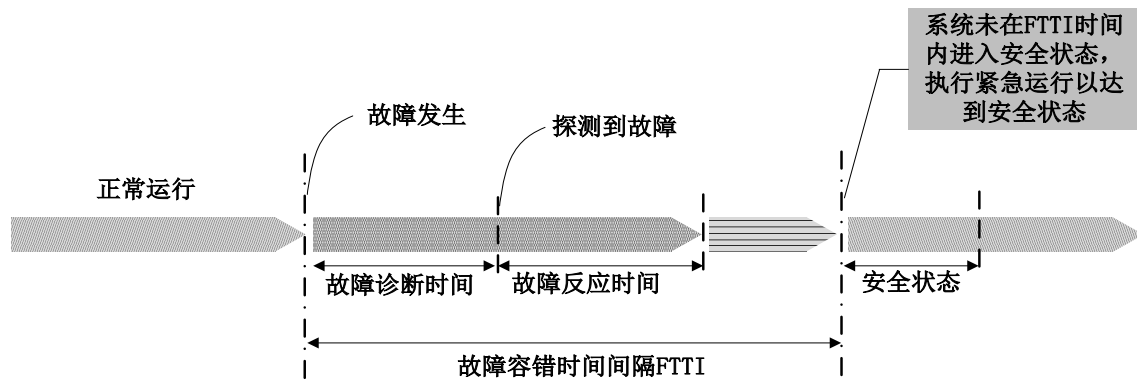 系统未在FTTI时间
内进入安全状态，
执行紧急运行以达
到安全状态
故障发生
探测到故障
正常运行
故障诊断时间
故障反应时间
安全状态
故障容错时间间隔FTTI